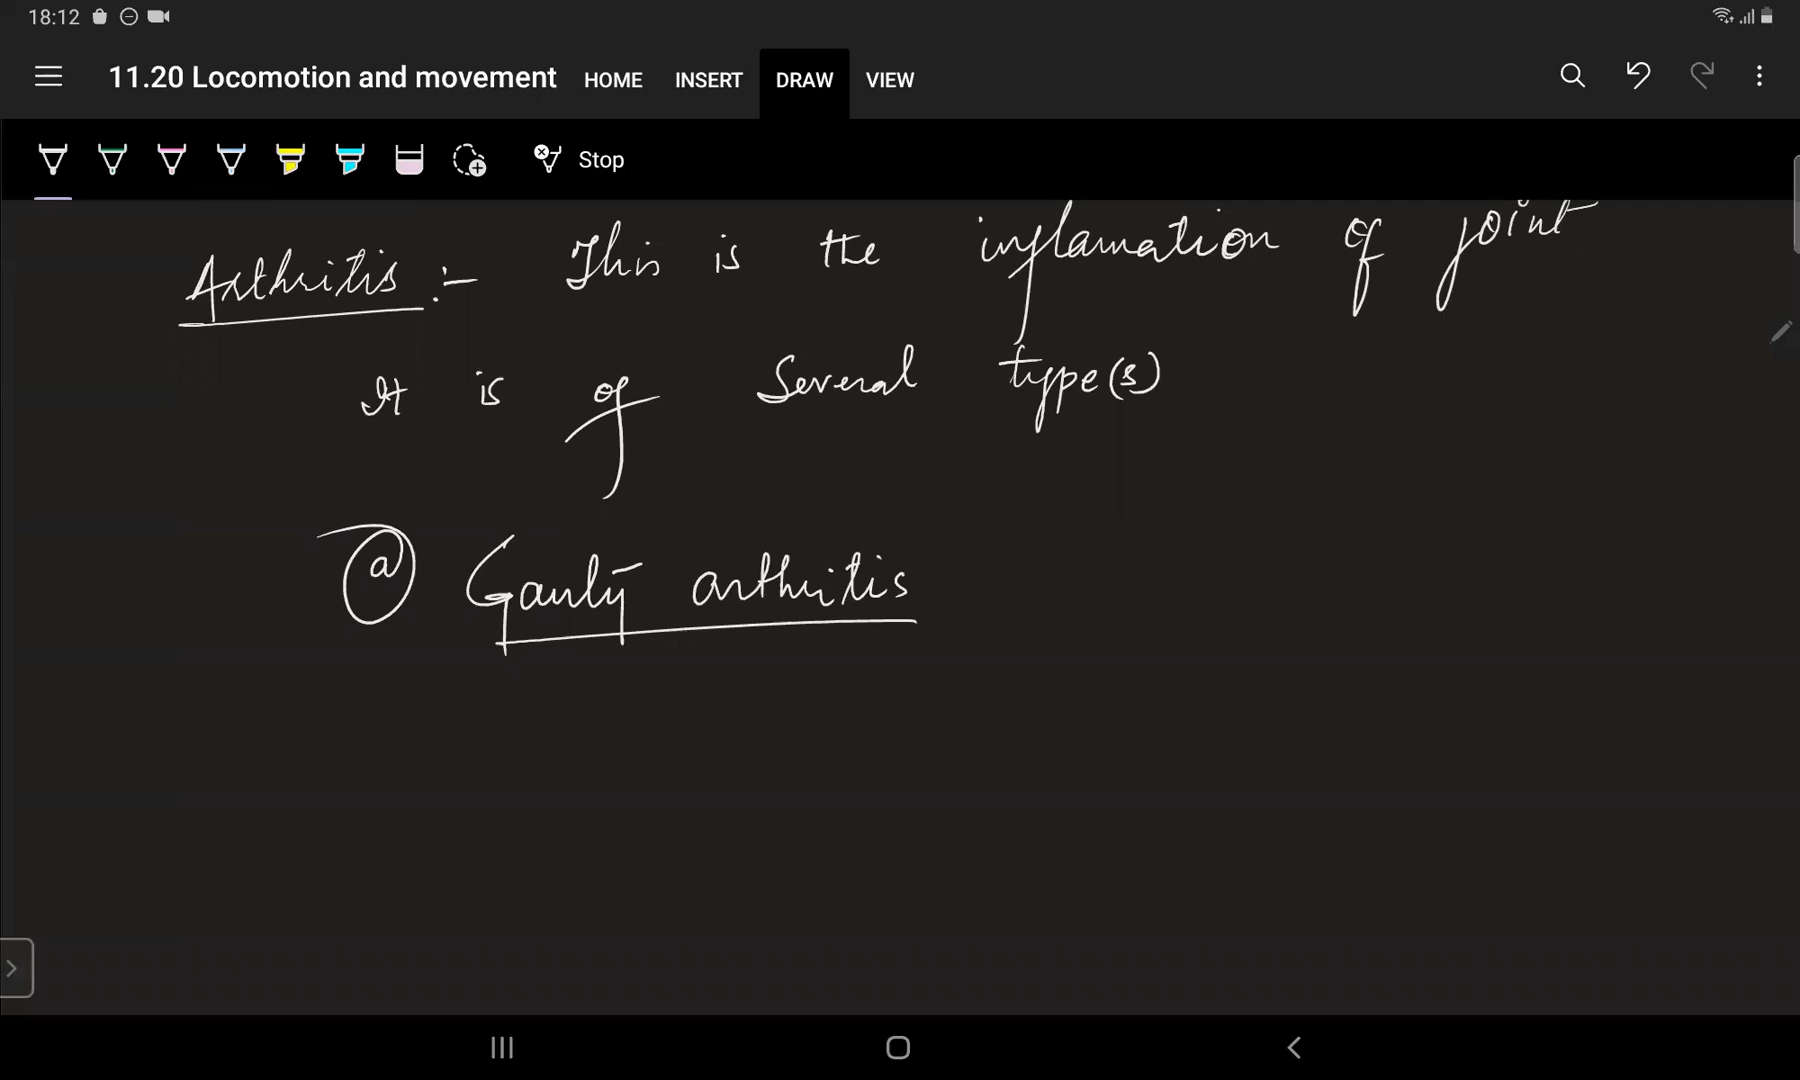 18:12
11.20 Locomotion and movement HOME INSERT DRAW VIEW
Stop
Arthritis :- This is the inflamation of joint
It is of Several type(s)
a Gauty arthritis